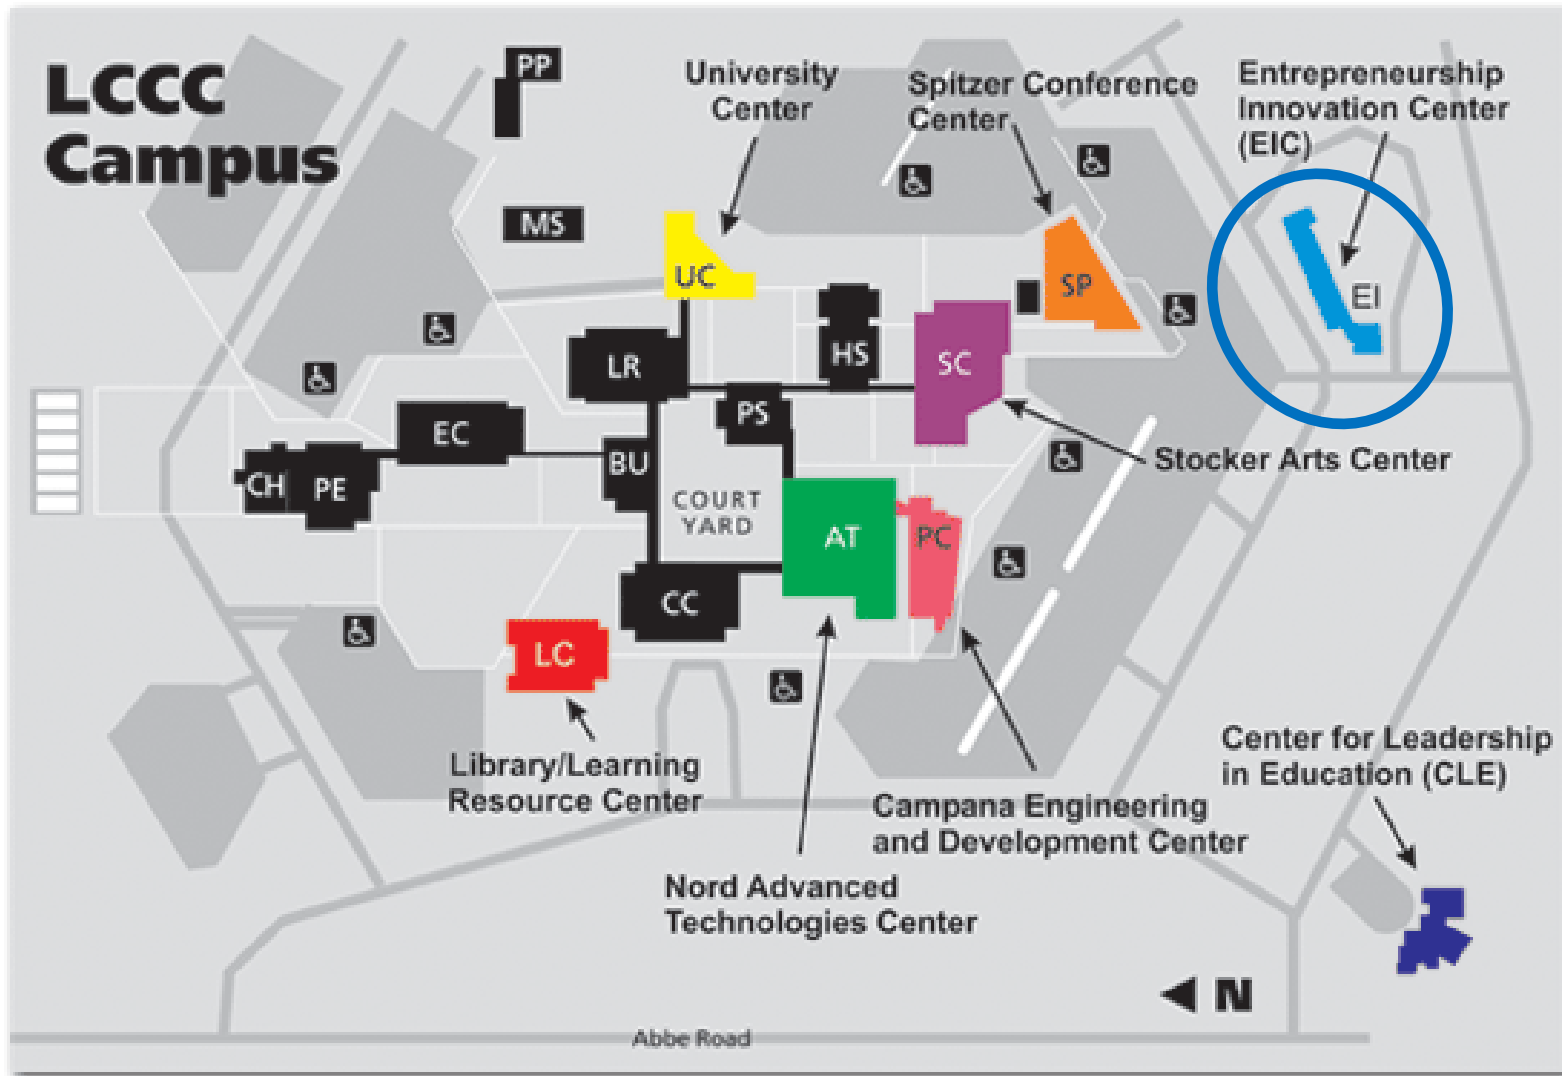 LCCC
Campus
PP
University
Center
Spitzer Conference
Center
Entrepreneurship
Innovation Center
(EIC)
MS
UC
SP
EI
LR
HS
SC
PS
EC
BU
Stocker Arts Center
CH
PE
COURT
YARD
AT
PC
CC
LC
Library/Learning
Resource Center
Center for Leadership
in Education (CLE)
Campana Engineering
and Development Center
Nord Advanced
Technologies Center
N
Abbe Road